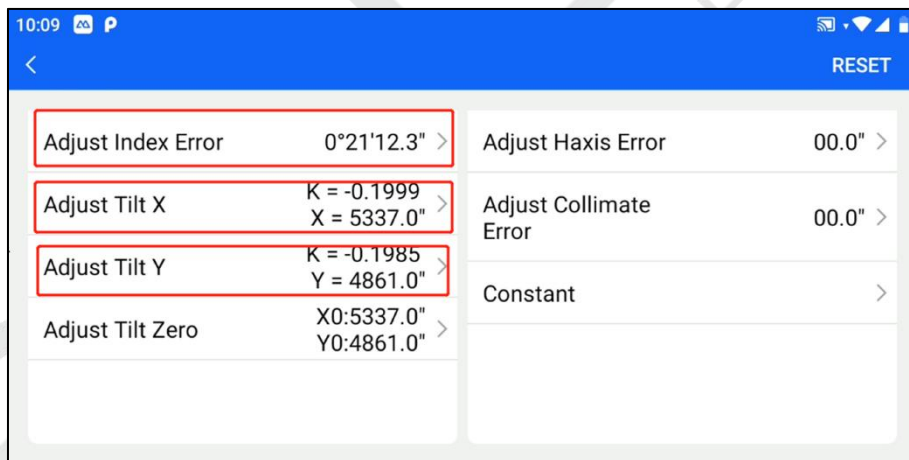 10:09
RESET
Adjust Index Error 0°21'12.3"
Adjust Tilt X K = -0.1999
X = 5337.0"
Adjust Tilt Y K = -0.1985
Y = 4861.0"
Adjust Tilt Zero X0:5337.0"
Y0:4861.0"
Adjust Haxis Error 00.0"
Adjust Collimate
Error 00.0"
Constant